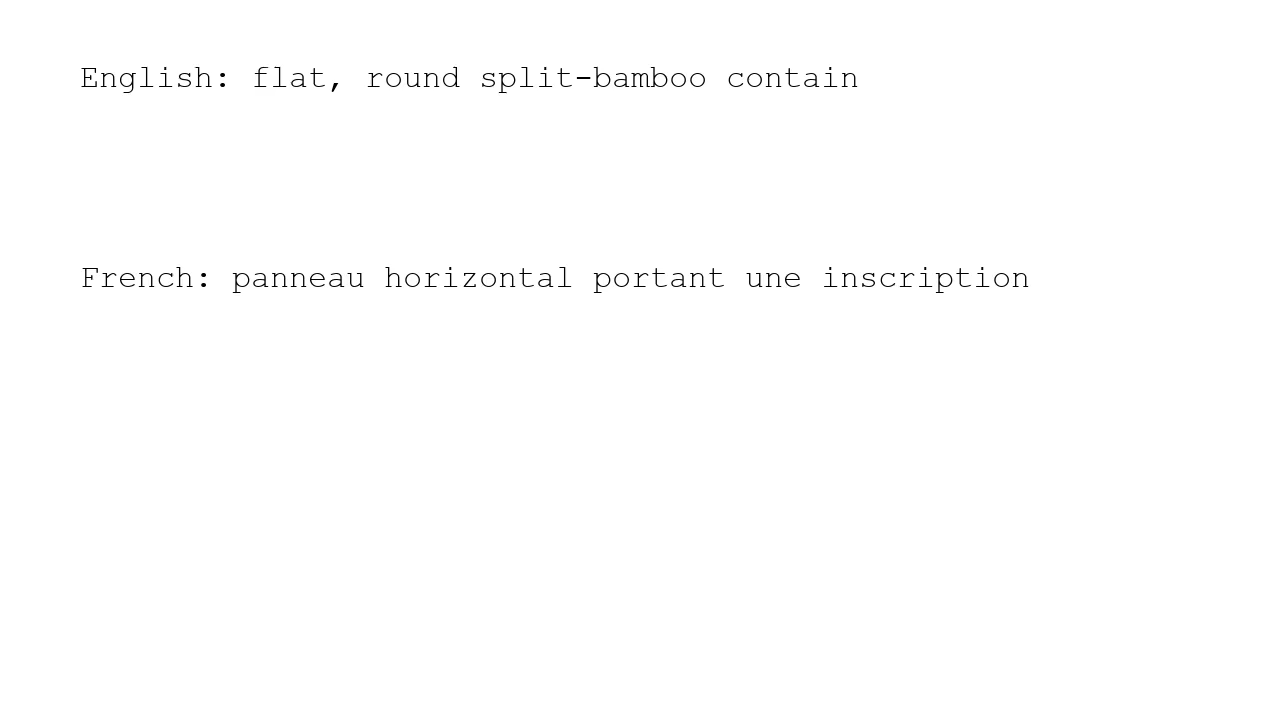 English: flat, round split-bamboo contain
French: panneau horizontal portant une inscription